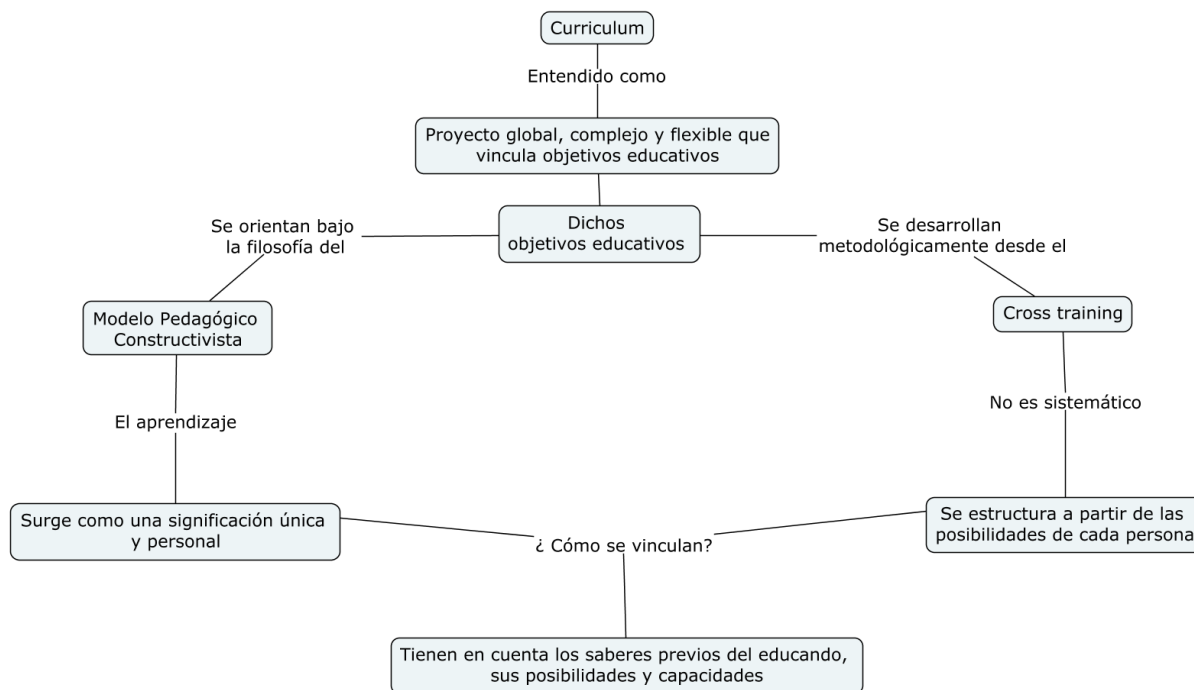 Curriculum
Entendido como
Proyecto global, complejo y flexible que
vincula objetivos educativos
Dichos
objetivos educativos
Se orientan bajo
la filosofía del
Se desarrollan
metodológicamente desde el
Modelo Pedagógico
Constructivista
Cross training
El aprendizaje
No es sistemático
Surge como una significación única
y personal
Se estructura a partir de las
posibilidades de cada persona
¿ Cómo se vinculan?
Tienen en cuenta los saberes previos del educando,
sus posibilidades y capacidades